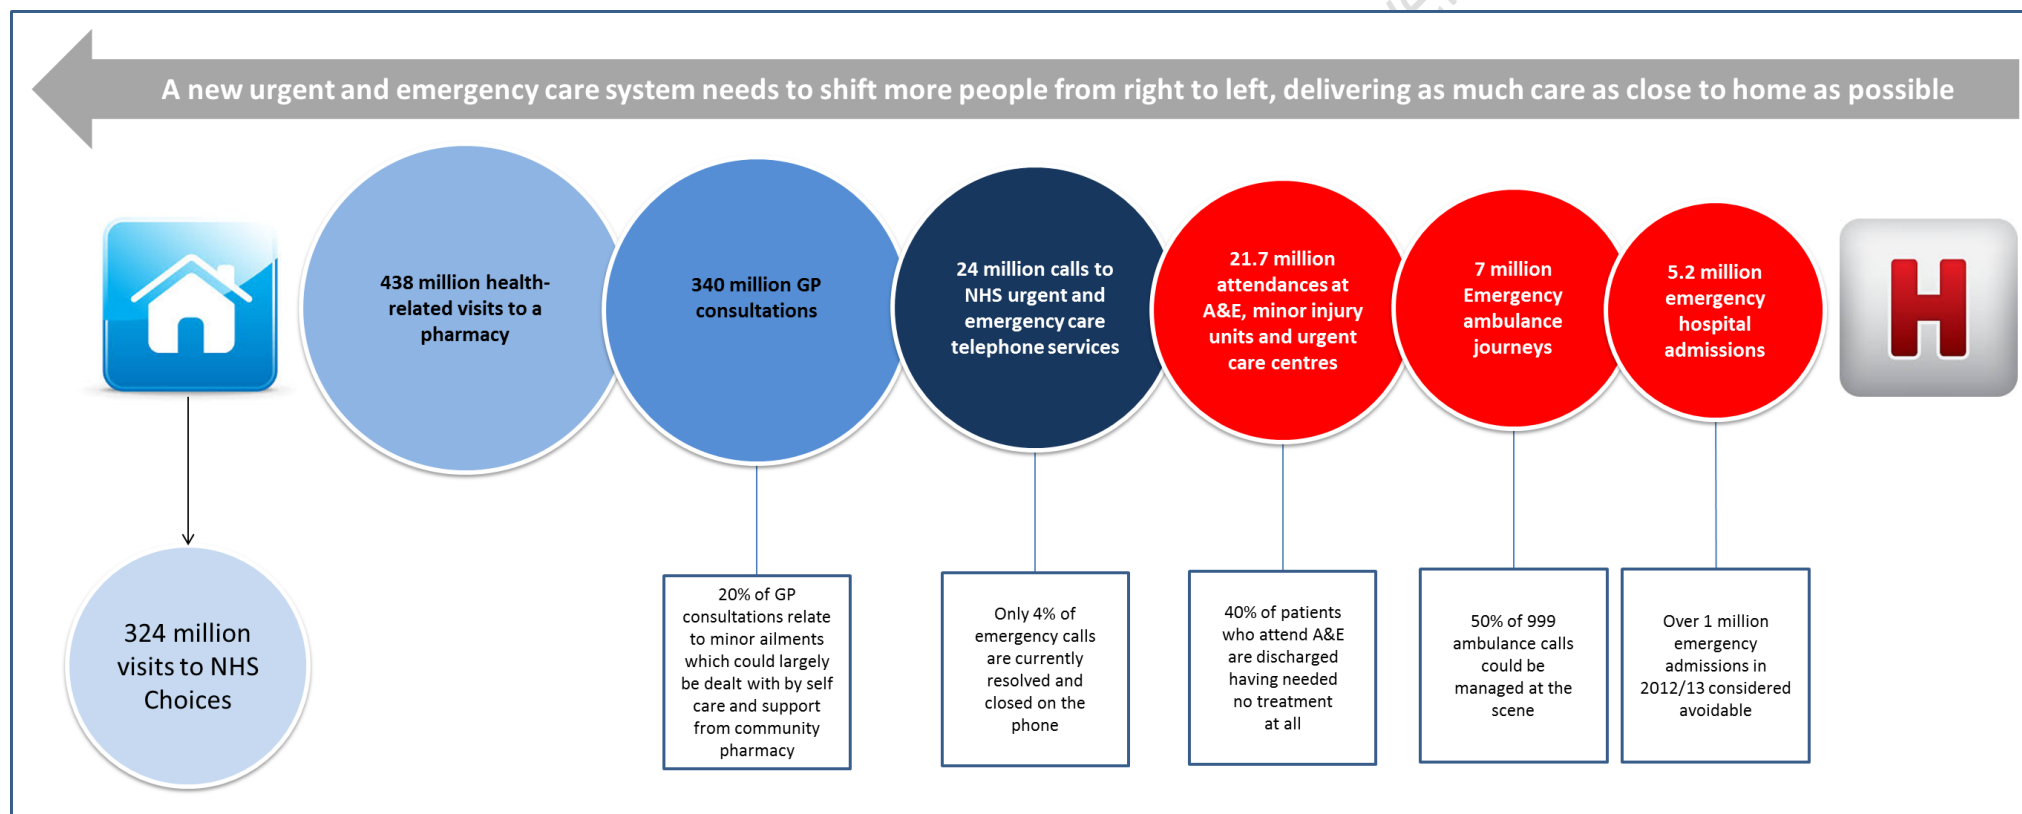 A new urgent and emergency care system needs to shift more people from right to left, delivering as much care as close to home as possible
438 million health-
related visits to a
pharmacy
340 million GP
consultations
24 million calls to
NHS urgent and
emergency care
telephone services
21.7 million
attendances at
A&E, minor injury
units and urgent
care centres
7 million
Emergency
ambulance
journeys
5.2 million
emergency
hospital
admissions
H
324 million
visits to NHS
Choices
20% of GP
consultations relate
to minor ailments
which could largely
be dealt with by self
care and support
from community
pharmacy
Only 4% of
emergency calls
are currently
resolved and
closed on the
phone
40% of patients
who attend A&E
are discharged
having needed
no treatment
at all
50% of 999
ambulance calls
could be
managed at the
scene
Over 1 million
emergency
admissions in
2012/13 considered
avoidable